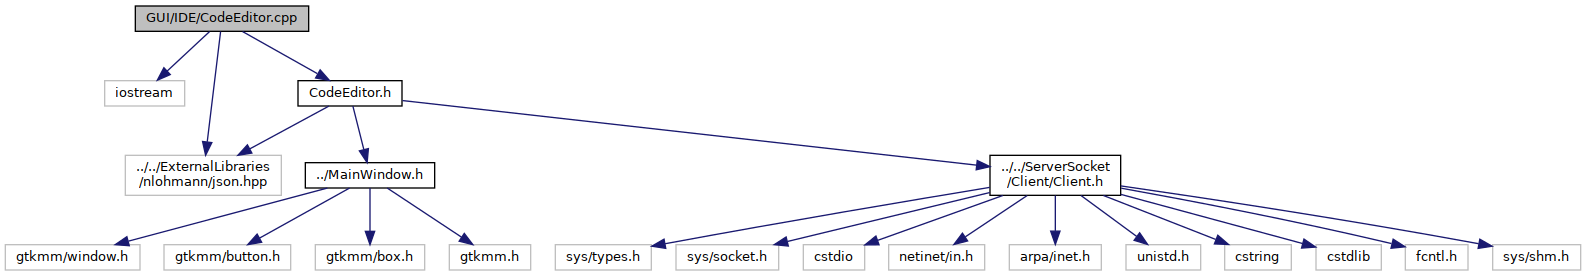 GUI/IDE/CodeEditor.cpp
iostream
CodeEditor.h
../../ExternalLibraries
/nlohmann/json.hpp
../MainWindow.h
../../ServerSocket
/Client/Client.h
gtkmm/window.h
gtkmm/button.h
gtkmm/box.h
gtkmm.h
sys/types.h
sys/socket.h
cstdio
netinet/in.h
arpa/inet.h
unistd.h
cstring
cstdlib
fcntl.h
sys/shm.h